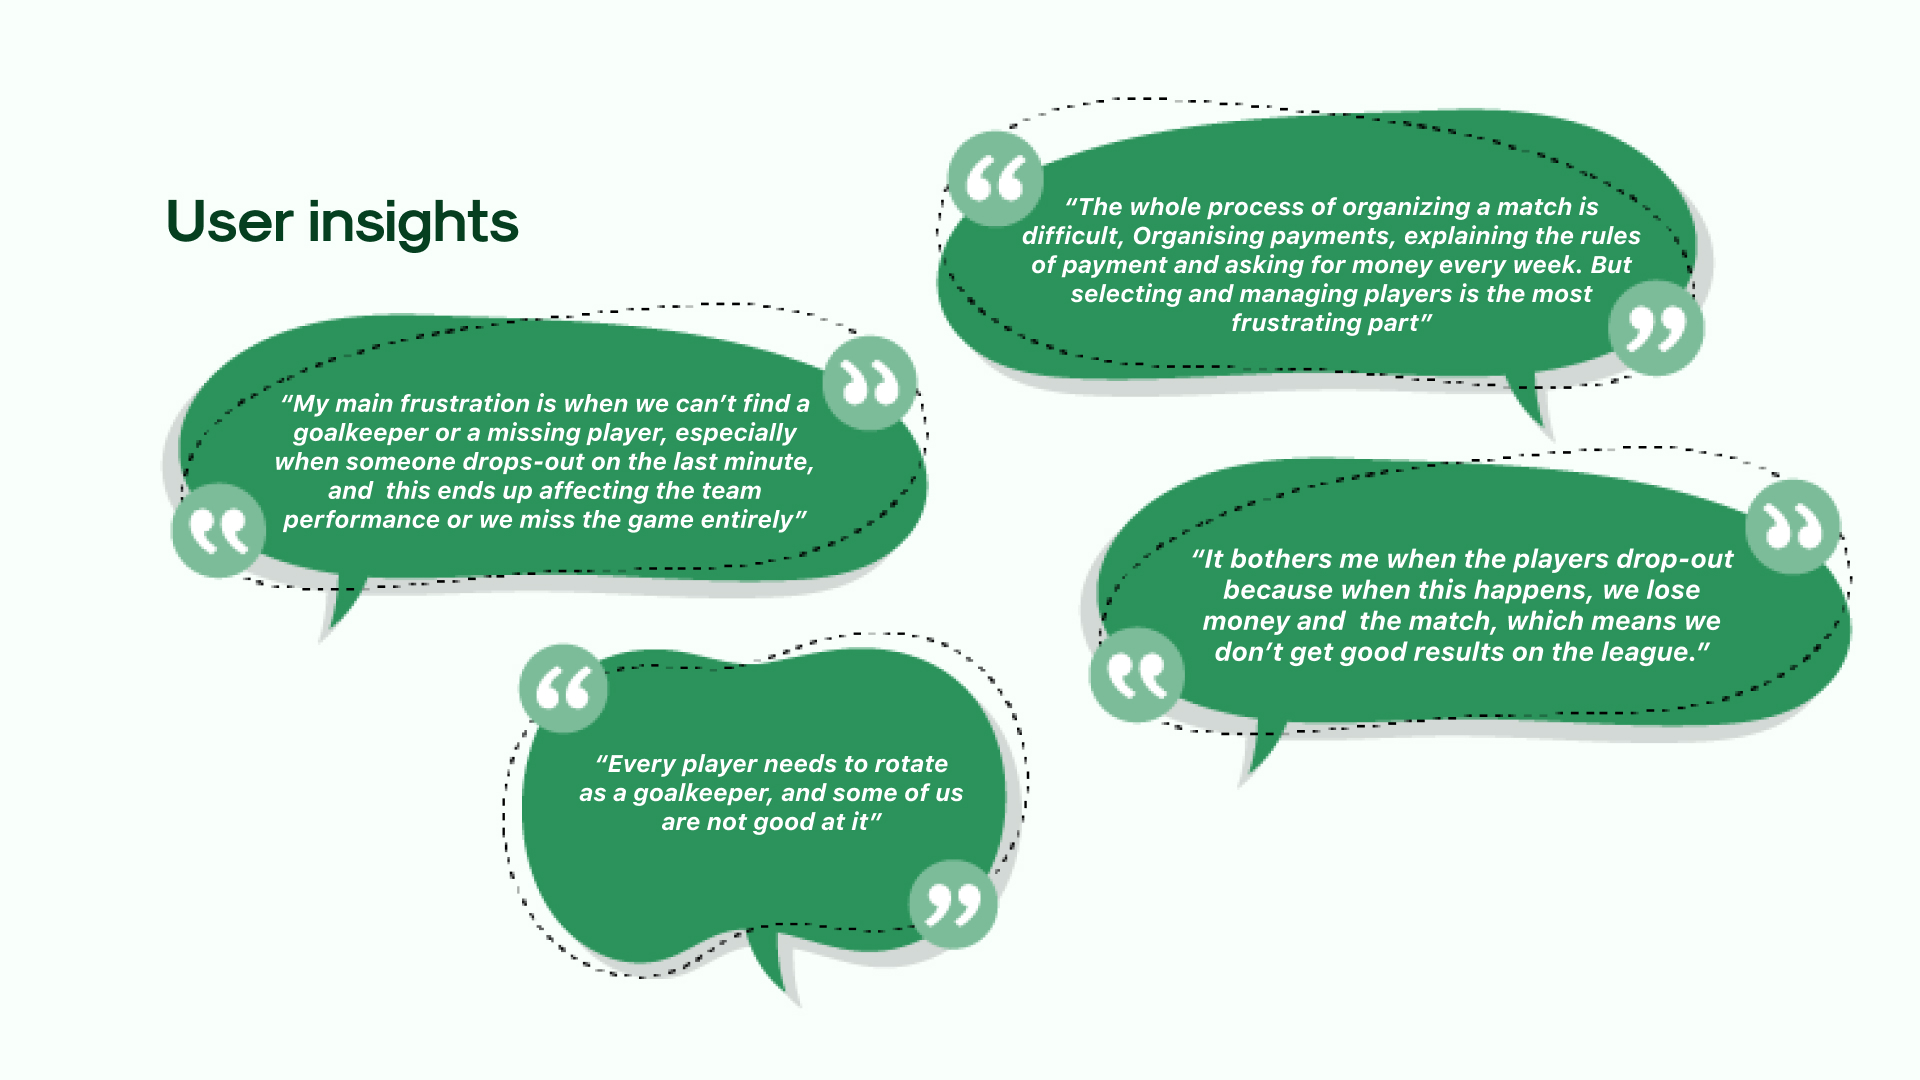 User insights
“My main frustration is when we can’t find a
goalkeeper or a missing player, especially
when someone drops-out on the last minute,
and  this ends up affecting the team
performance or we miss the game entirely”
“The whole process of organizing a match is
difficult, Organising payments, explaining the rules
of payment and asking for money every week. But
selecting and managing players is the most
frustrating part”
“It bothers me when the players drop-out
because when this happens, we lose
money and  the match, which means we
don’t get good results on the league.”
“Every player needs to rotate
as a goalkeeper, and some of us
are not good at it”